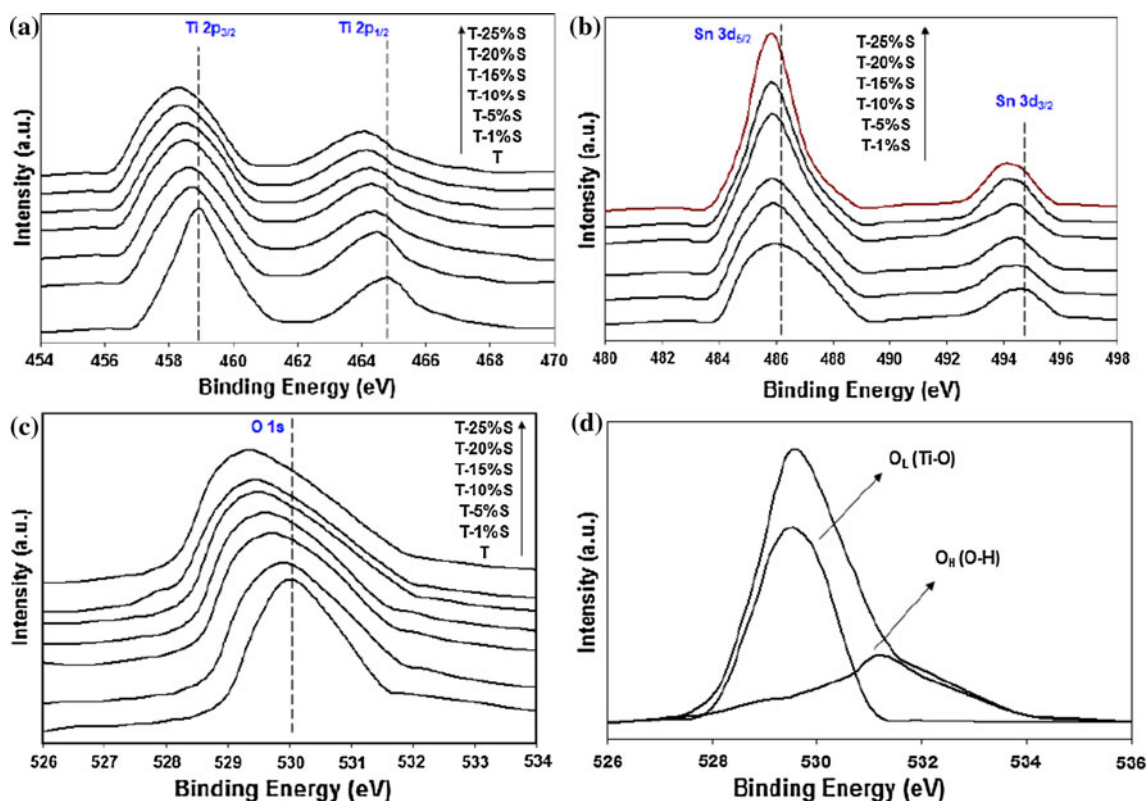 (a)
Ti 2p3/2
Ti 2p1/2
T-25%S
T-20%S
T-15%S
T-10%S
T-5%S
T-1%S
T
Intensity (a.u.)
454 456 458 460 462 464 466 468 470
Binding Energy (eV)
(b)
Sn 3d5/2
Sn 3d3/2
T-25%S
T-20%S
T-15%S
T-10%S
T-5%S
T-1%S
Intonsity (a.u.)
480 482 484 486 488 490 492 494 496 498
Binding Energy (eV)
(c)
O 1s
T-25%S
T-20%S
T-15%S
T-10%S
T-5%S
T-1%S
T
Intensity (a.u.)
526 527 528 529 530 531 532 533 534
Binding Energy (eV)
(d)
OL (Ti-O)
OH (O-H)
Intensity (a.u.)
526 528 530 532 534 536
Binding Energy (eV)